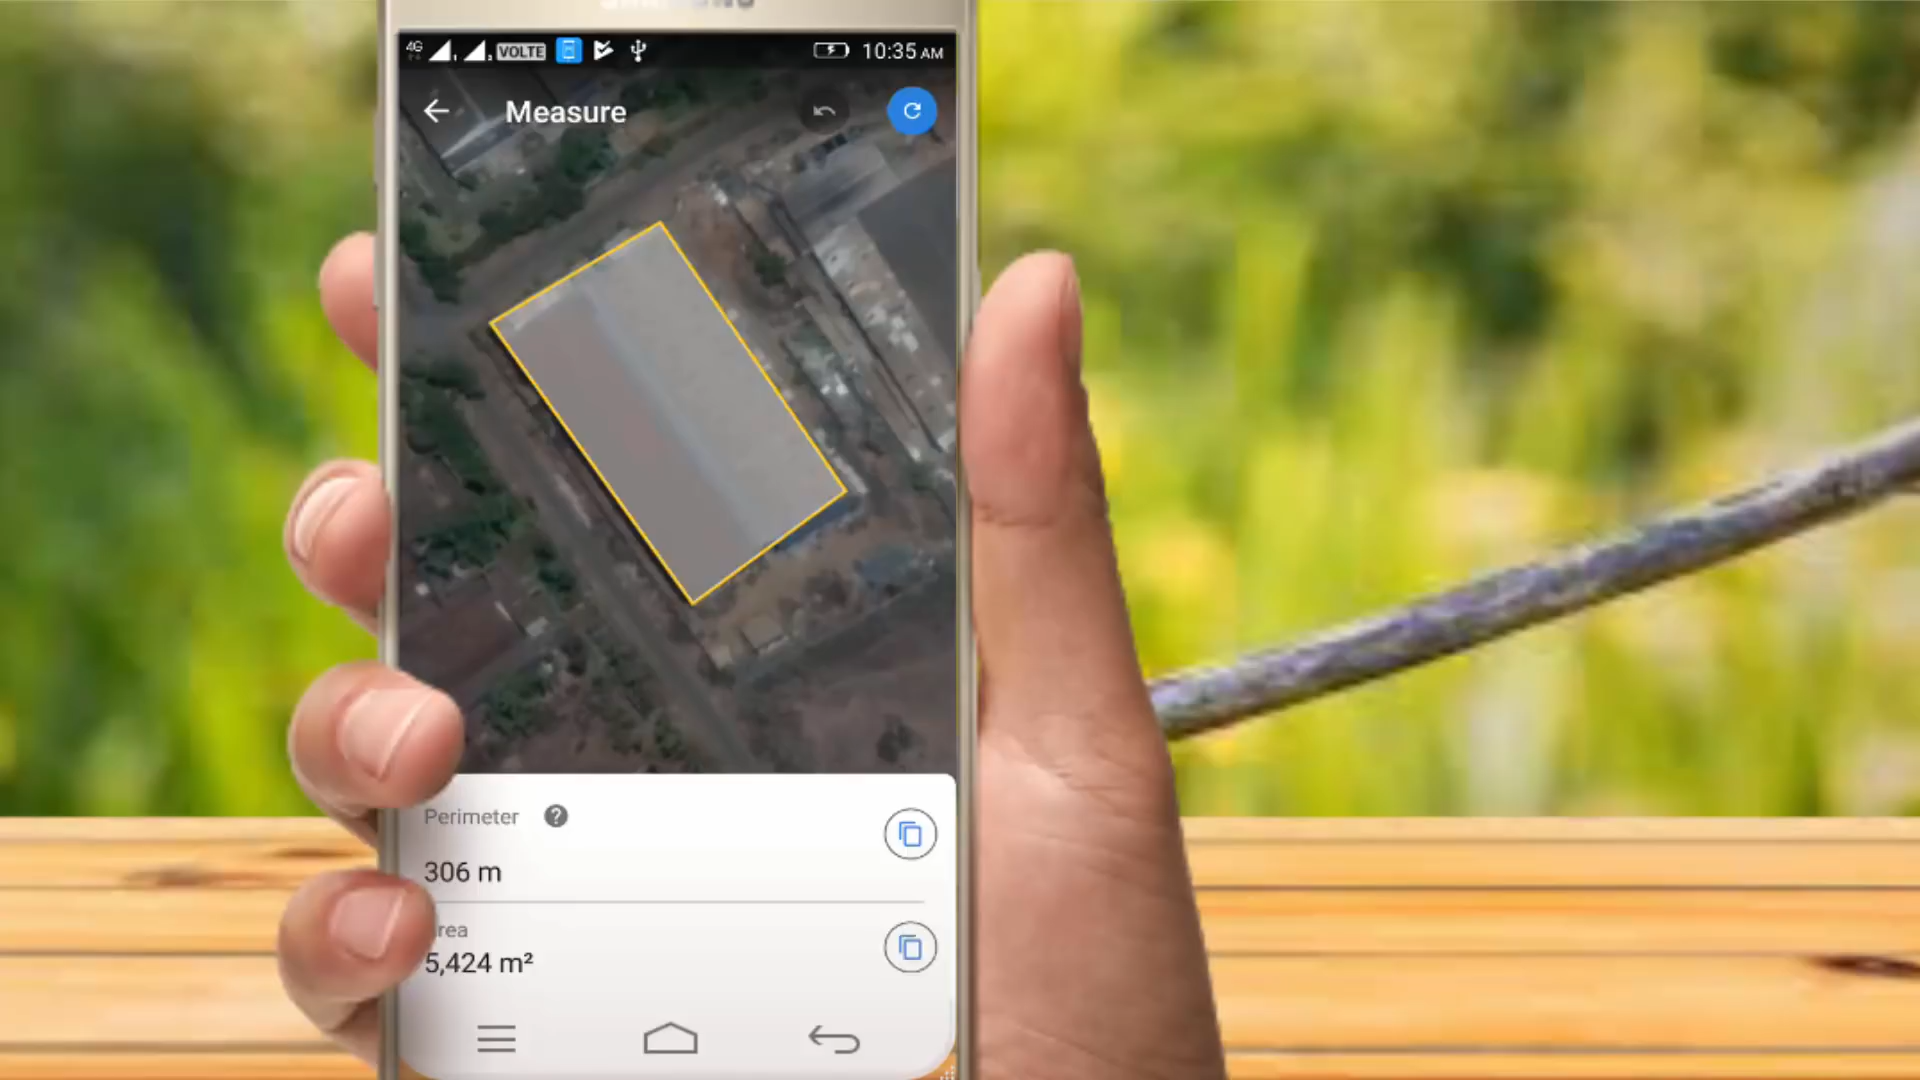 4G VOLTE 10:35 AM
Measure
Perimeter ?
306 m
rea
5,424 m²